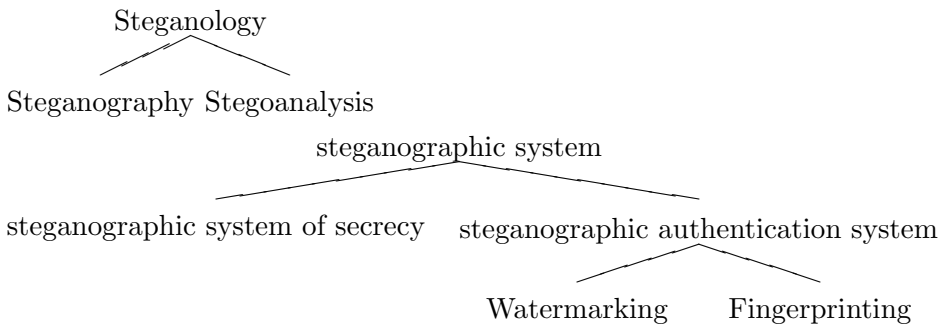 Steganology
Steganography Stegoanalysis
steganographic system
steganographic system of secrecy steganographic authentication system
Watermarking Fingerprinting